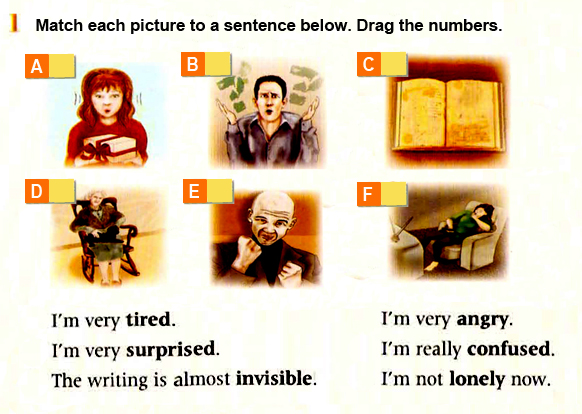 1 Match each picture to a sentence below. Drag the numbers.
A B C
D E F
I'm very tired. I'm very angry.
I'm very surprised. I'm really confused.
The writing is almost invisible. I'm not lonely now.